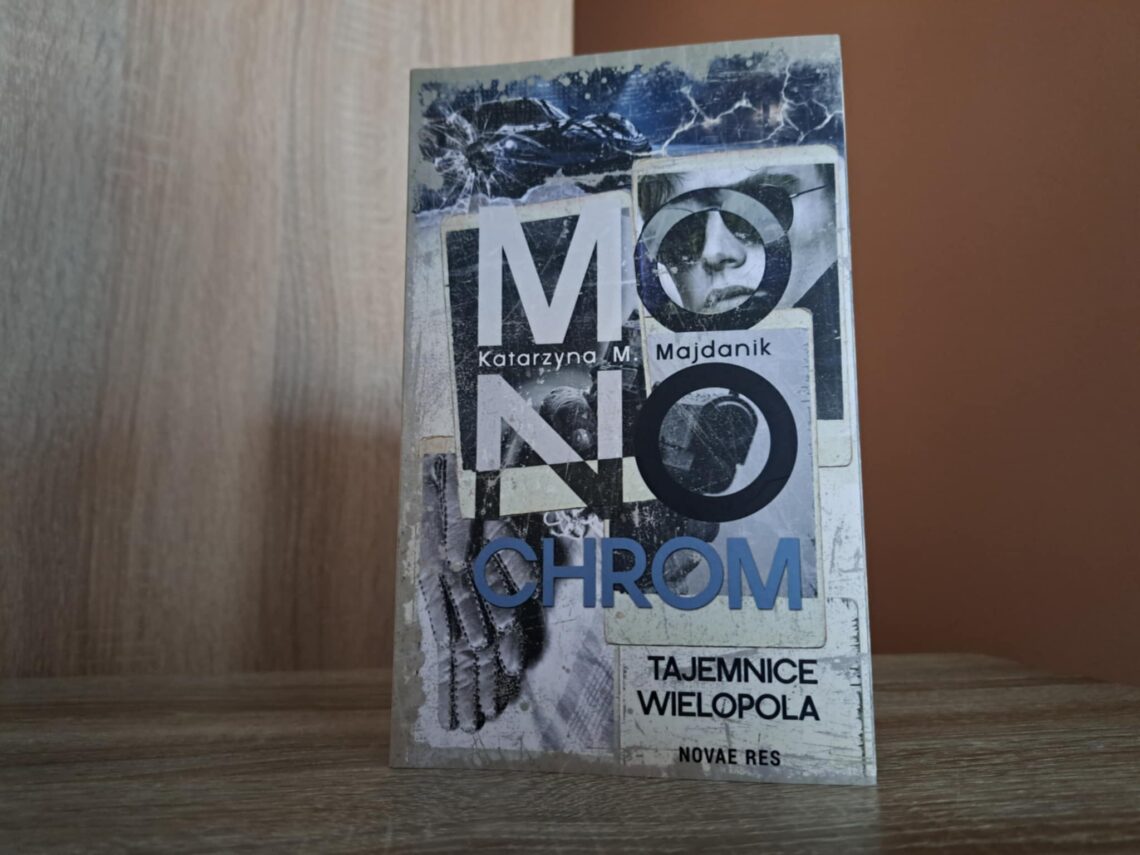 MO
Katarzyna M. Majdanik
NO
CHROM
TAJEMNICE
WIELOPOLA
NOVAE RES